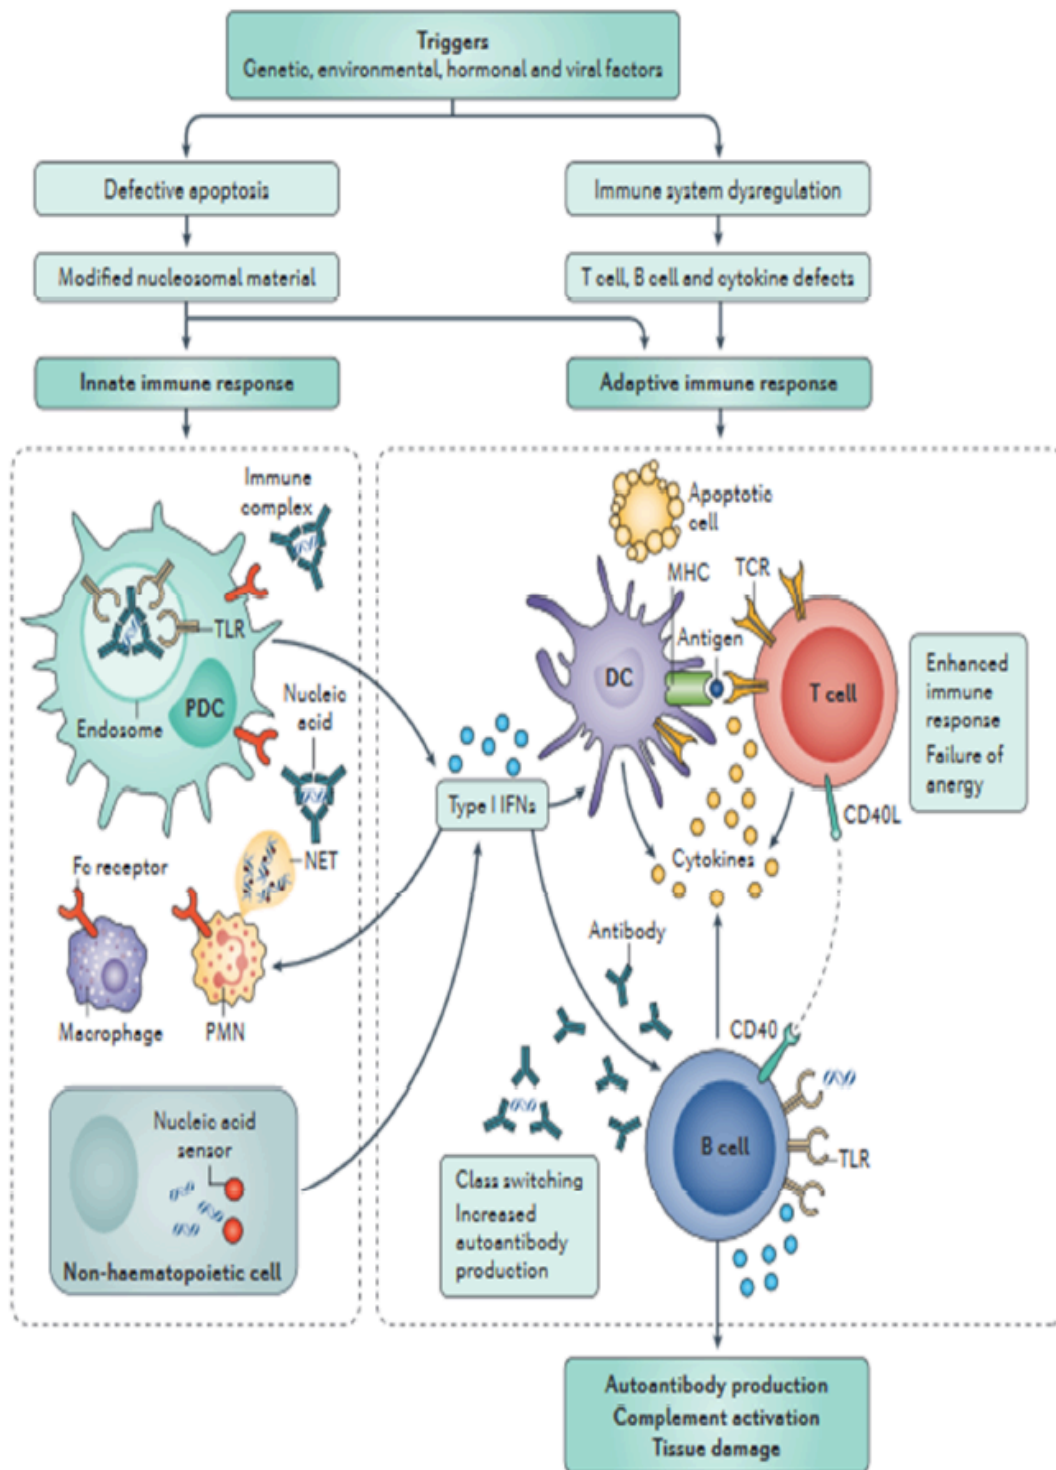 Triggers
Genetic, environmental, hormonal and viral factors
Defective apoptosis
Immune system dysregulation
Modified nucleosomal material
T cell, B cell and cytokine defects
Innate immune response
Adaptive immune response
Immune
complex
TLR
Endosome
PDC
Nucleic
acid
NET
Fc receptor
Macrophage
PMN
Nucleic acid
sensor
Non-haematopoietic cell
Type I IFNs
Apoptotic
cell
MHC
TCR
Antigen
DC
T cell
Enhanced
immune
response
Failure of
anergy
CD40L
Cytokines
Antibody
CD40
B cell
TLR
Class switching
Increased
autoantibody
production
Autoantibody production
Complement activation
Tissue damage